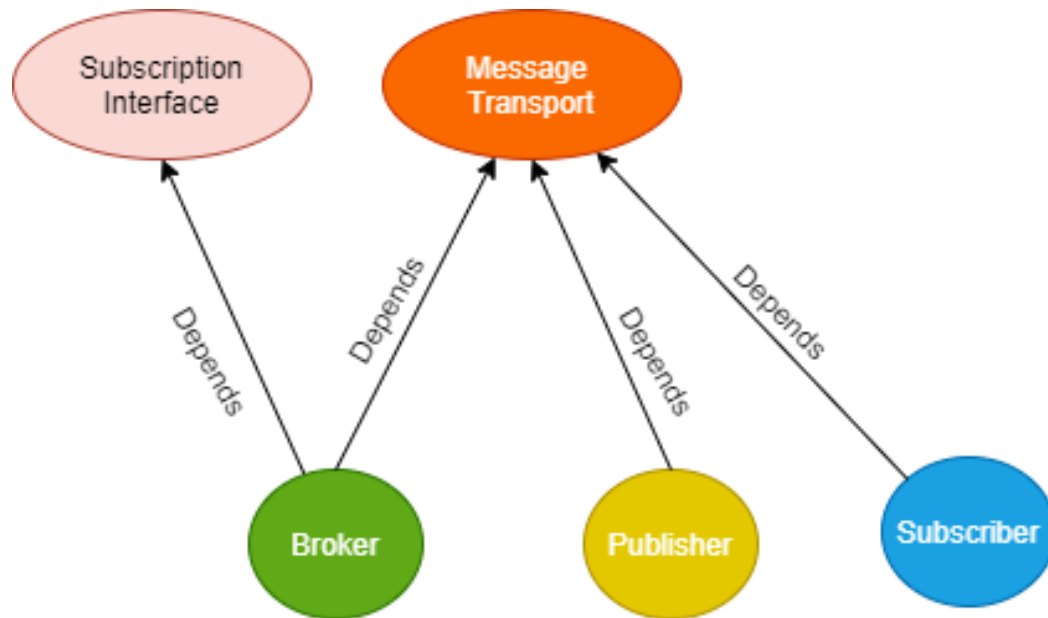 Subscription
Interface
Message
Transport
Depends
Depends
Depends
Depends
Broker
Publisher
Subscriber